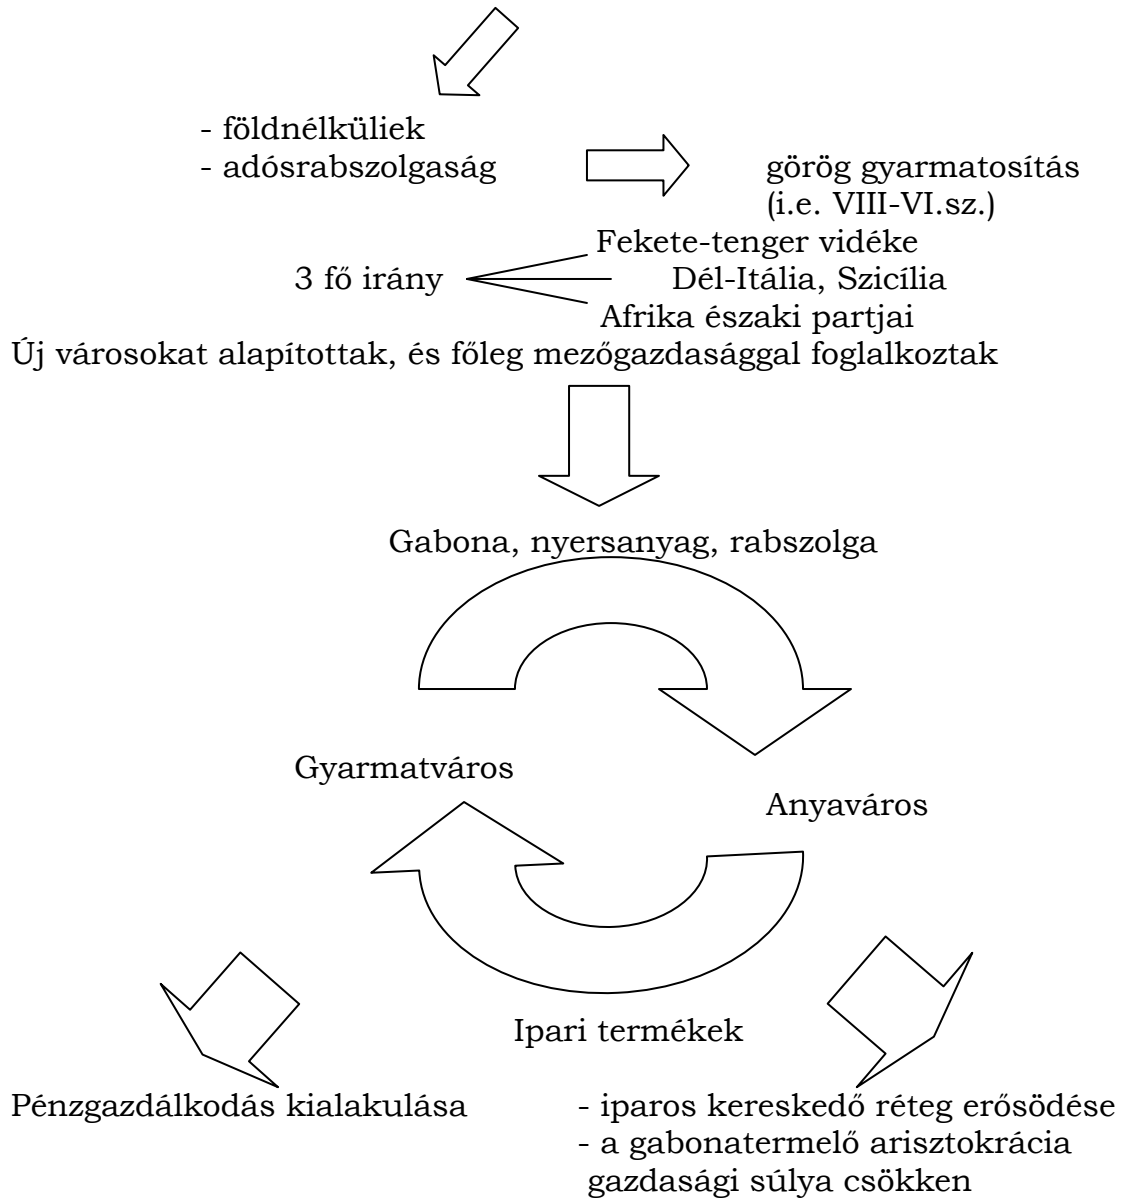 - földnélküliek
- adósrabszolgaság
görög gyarmatosítás
(i.e. VIII-VI.sz.)
Fekete-tenger vidéke
3 fő irány
Dél-Itália, Szicília
Afrika északi partjai
Új városokat alapítottak, és főleg mezőgazdasággal foglalkoztak
Gabona, nyersanyag, rabszolga
Gyarmatváros
Anyaváros
Ipari termékek
Pénzgazdálkodás kialakulása
- iparos kereskedő réteg erősödése
- a gabonatermelő arisztokrácia
gazdasági súlya csökken